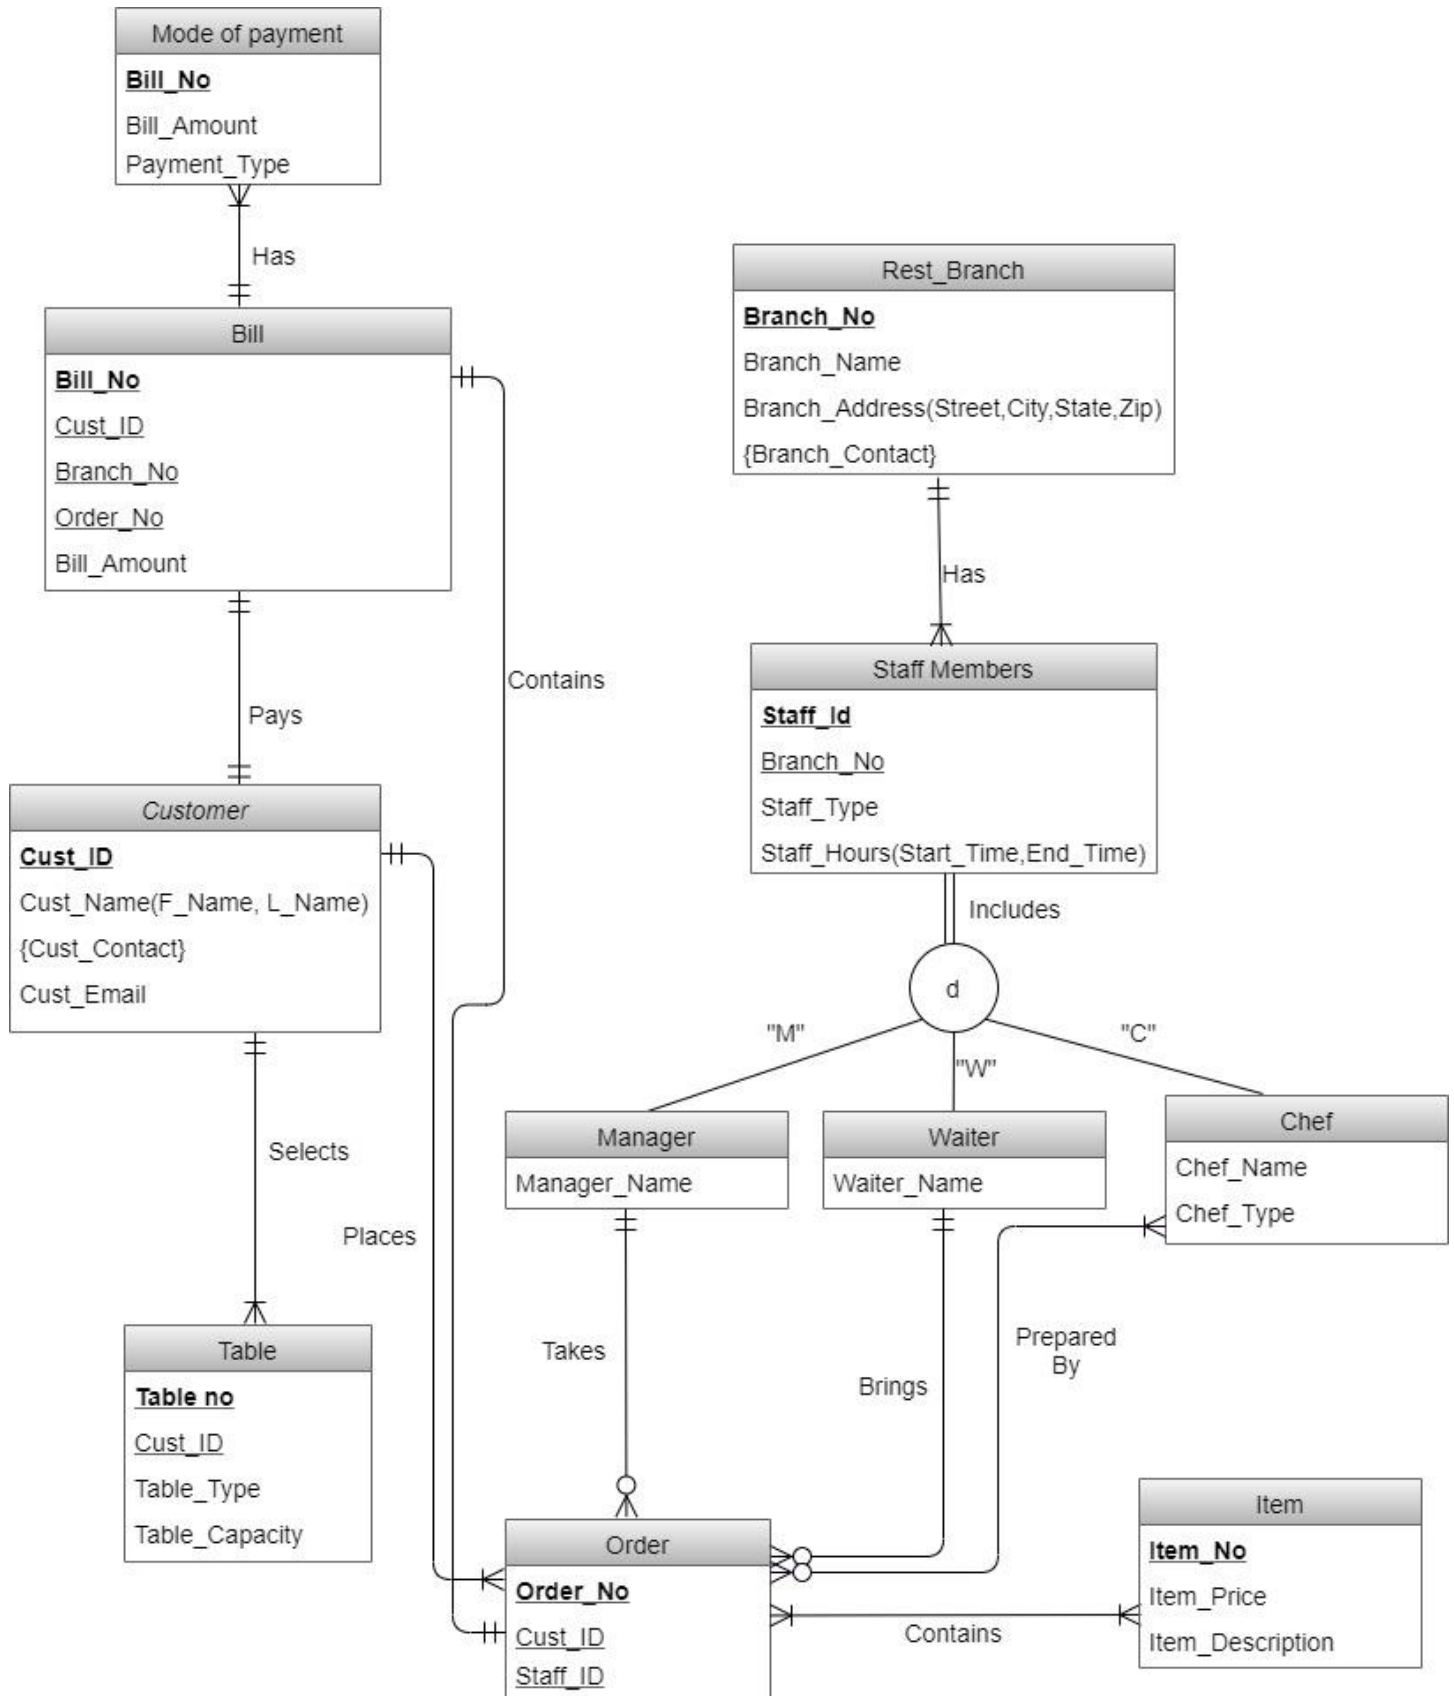 Mode of payment
Bill_No
Bill_Amount
Payment_Type
Has
Bill
Bill_No
Cust_ID
Branch_No
Order_No
Bill_Amount
Pays
Contains
Customer
Cust_ID
Cust_Name(F_Name, L_Name)
{Cust_Contact}
Cust_Email
Selects
Places
Table
Table no
Cust_ID
Table_Type
Table_Capacity
Rest_Branch
Branch_No
Branch_Name
Branch_Address(Street,City,State,Zip)
{Branch_Contact}
Has
Staff Members
Staff_Id
Branch_No
Staff_Type
Staff_Hours(Start_Time,End_Time)
Includes
d
"M"
"W"
"C"
Manager
Manager_Name
Waiter
Waiter_Name
Chef
Chef_Name
Chef_Type
Takes
Brings
Prepared
By
Order
Order_No
Cust_ID
Staff_ID
Contains
Item
Item_No
Item_Price
Item_Description